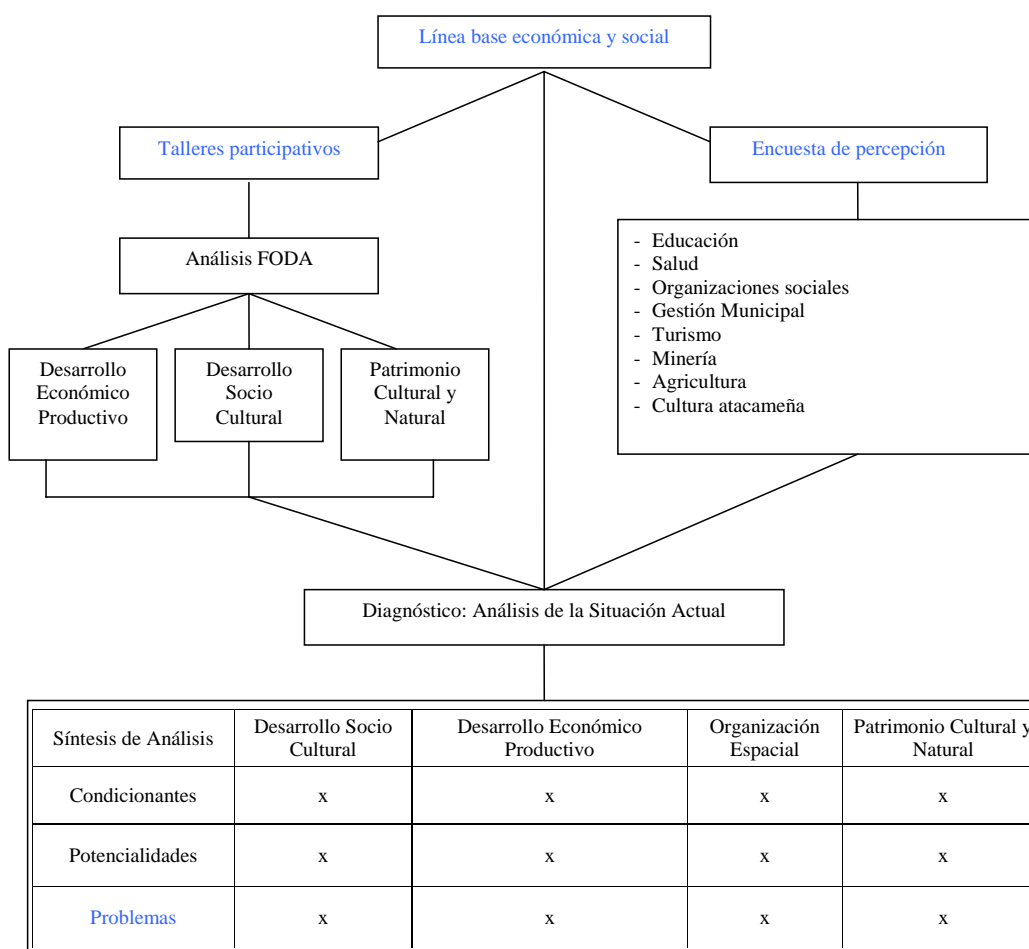 Línea base económica y social
Talleres participativos
Encuesta de percepción
Análisis FODA
- Educación
- Salud
- Organizaciones sociales
- Gestión Municipal
- Turismo
- Minería
- Agricultura
- Cultura atacameña
Desarrollo
Económico
Productivo
Desarrollo
Socio
Cultural
Patrimonio
Cultural y
Natural
Diagnóstico: Análisis de la Situación Actual
Síntesis de Análisis
Desarrollo Socio
Cultural
Desarrollo Económico
Productivo
Organización
Espacial
Patrimonio Cultural y
Natural
Condicionantes x x x x
Potencialidades x x x x
Problemas x x x x